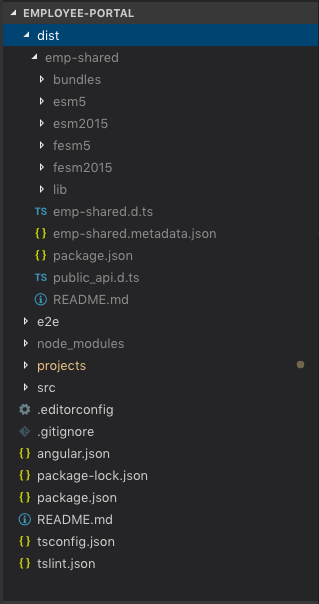 EMPLOYEE-PORTAL
dist
emp-shared
bundles
esm5
esm2015
fesm5
fesm2015
lib
TS emp-shared.d.ts
{} emp-shared.metadata.json
{} package.json
TS public_api.d.ts
README.md
e2e
node_modules
projects
src
.editorconfig
.gitignore
{} angular.json
{} package-lock.json
{} package.json
README.md
{} tsconfig.json
{} tslint.json